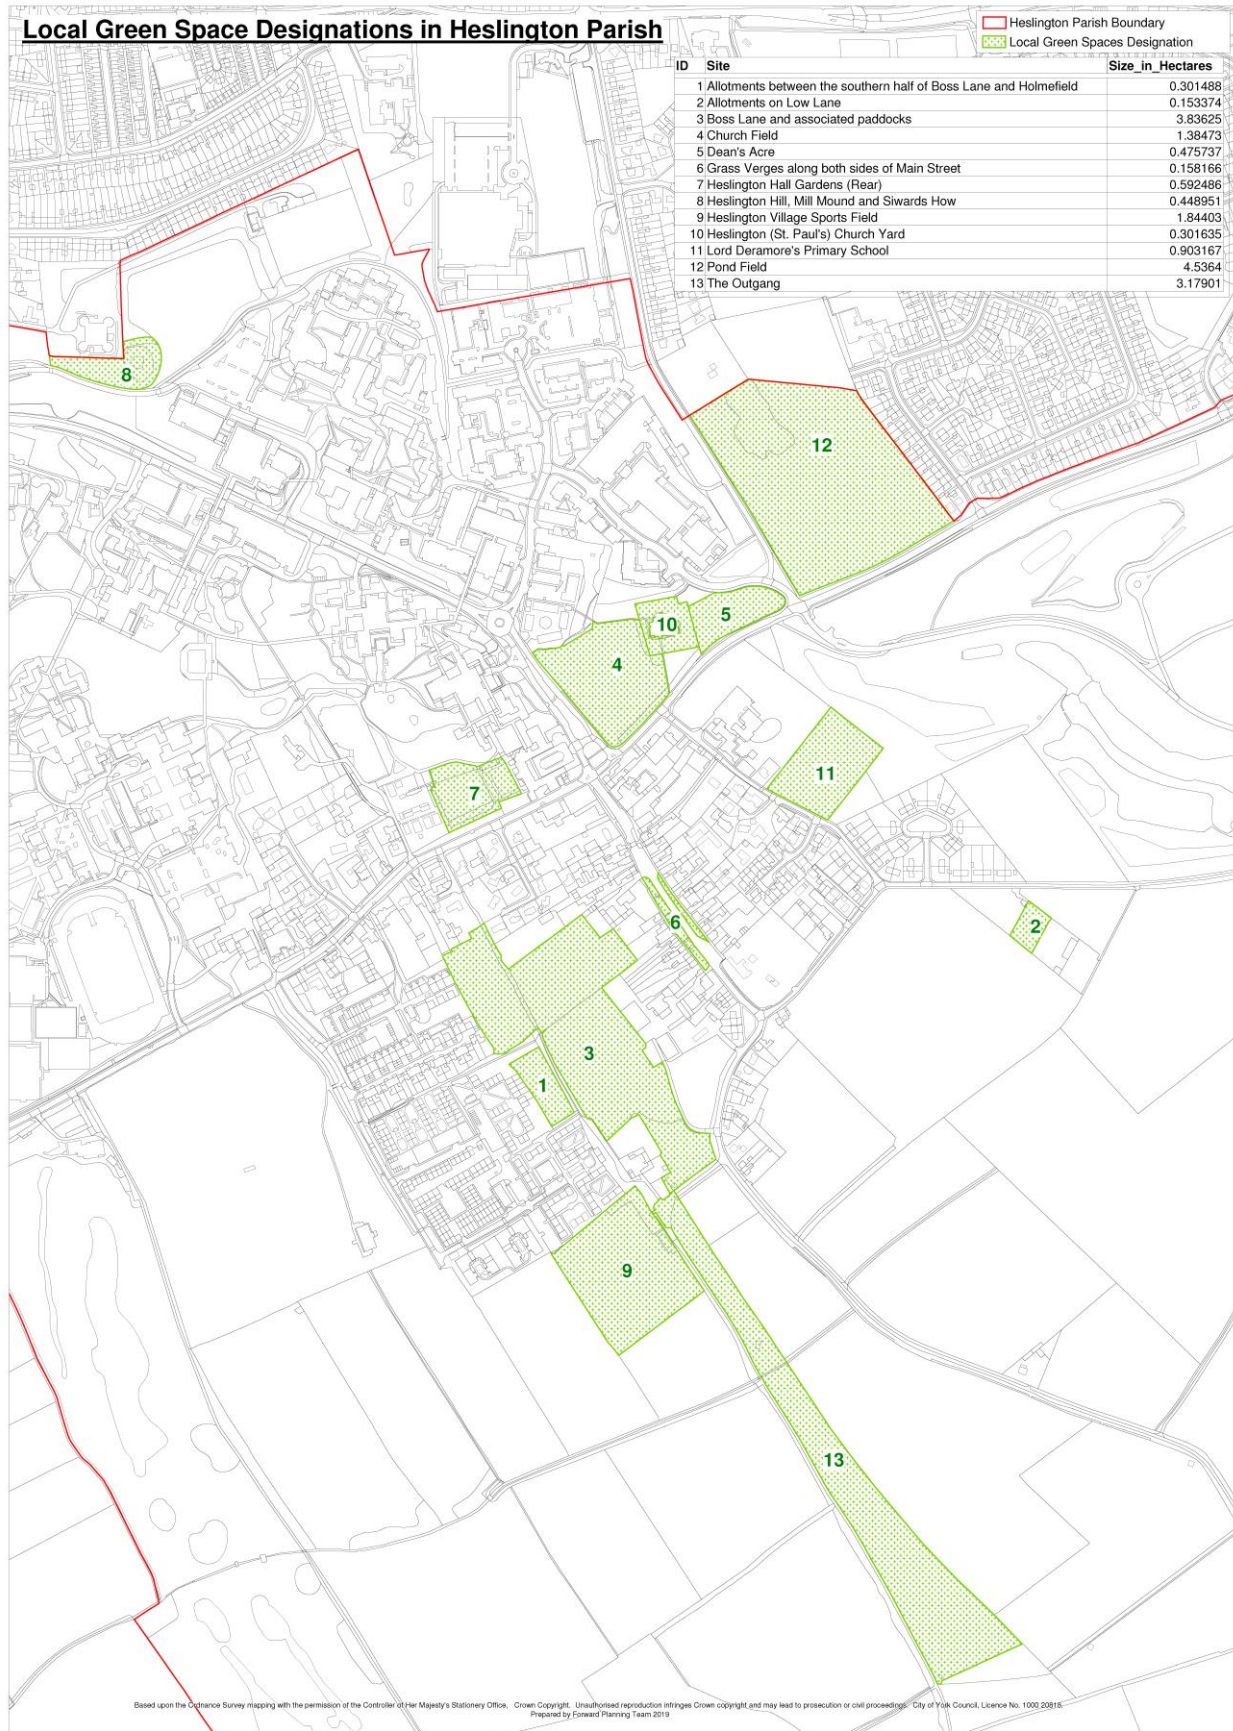 Local Green Space Designations in Heslington Parish
Heslington Parish Boundary
Local Green Spaces Designation
ID Site Size_in_Hectares
1 Allotments between the southern half of Boss Lane and Holmefield 0.301488
2 Allotments on Low Lane 0.153374
3 Boss Lane and associated paddocks 3.83625
4 Church Field 1.38473
5 Dean's Acre 0.475737
6 Grass Verges along both sides of Main Street 0.158166
7 Heslington Hall Gardens (Rear) 0.592486
8 Heslington Hill, Mill Mound and Siwards How 0.448951
9 Heslington Village Sports Field 1.84403
10 Heslington (St. Paul's) Church Yard 0.301635
11 Lord Deramore's Primary School 0.903167
12 Pond Field 4.5364
13 The Outgang 3.17901
8
12
10
5
4
11
7
6
2
3
1
9
13
Based upon the Ordnance Survey mapping with the permission of the Controller of Her Majesty's Stationery Office. Crown Copyright. Unauthorised reproduction infringes Crown copyright and may lead to prosecution or civil proceedings. City of York Council, Licence No. 1000 20818.
Prepared by Forward Planning Team 2019